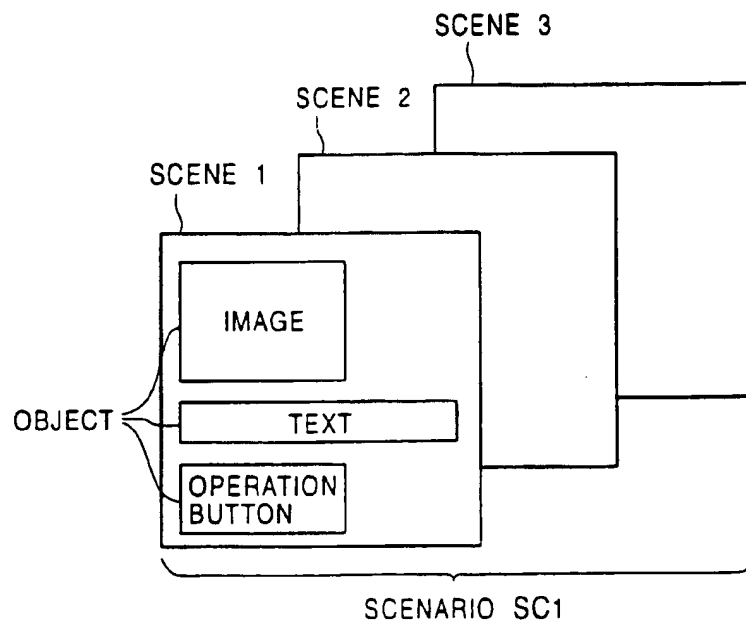 SCENE 3
SCENE 2
SCENE 1
IMAGE
OBJECT
TEXT
OPERATION
BUTTON
SCENARIO SC1